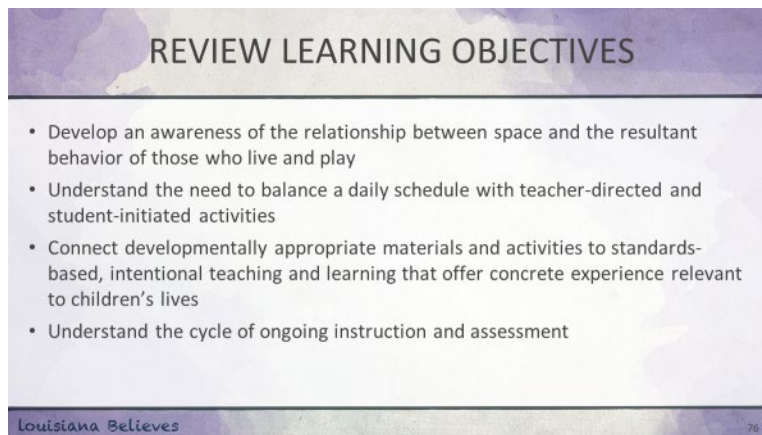 REVIEW LEARNING OBJECTIVES
• Develop an awareness of the relationship between space and the resultant
behavior of those who live and play
• Understand the need to balance a daily schedule with teacher-directed and
student-initiated activities
• Connect developmentally appropriate materials and activities to standards-
based, intentional teaching and learning that offer concrete experience relevant
to children’s lives
• Understand the cycle of ongoing instruction and assessment
Louisiana Believes
76